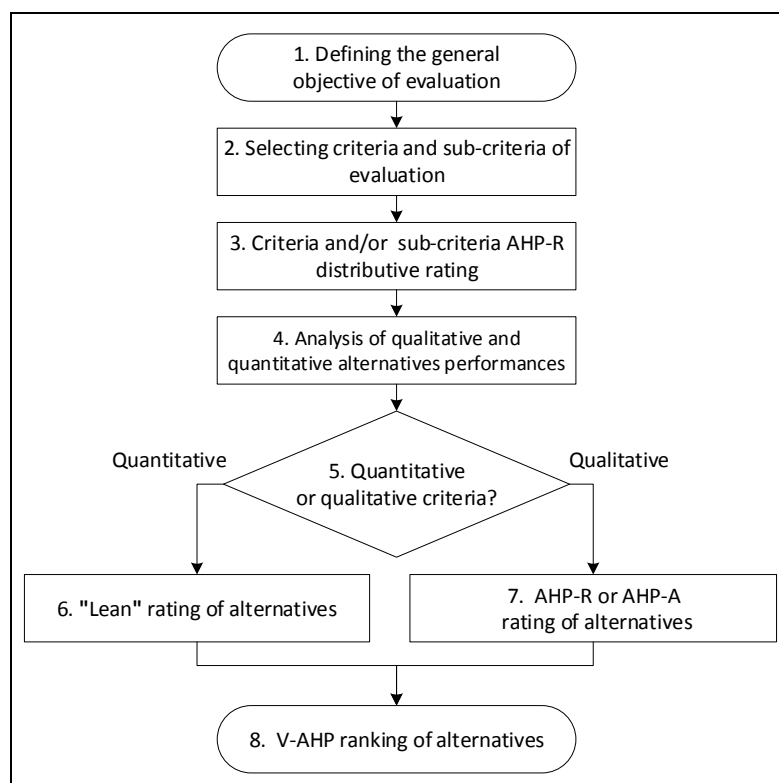 1. Defining the general
objective of evaluation
2. Selecting criteria and sub-criteria of
evaluation
3. Criteria and/or sub-criteria AHP-R
distributive rating
4. Analysis of qualitative and
quantitative alternatives performances
Quantitative
Qualitative
5. Quantitative
or qualitative criteria?
6. "Lean" rating of alternatives
7. AHP-R or AHP-A
rating of alternatives
8. V-AHP ranking of alternatives